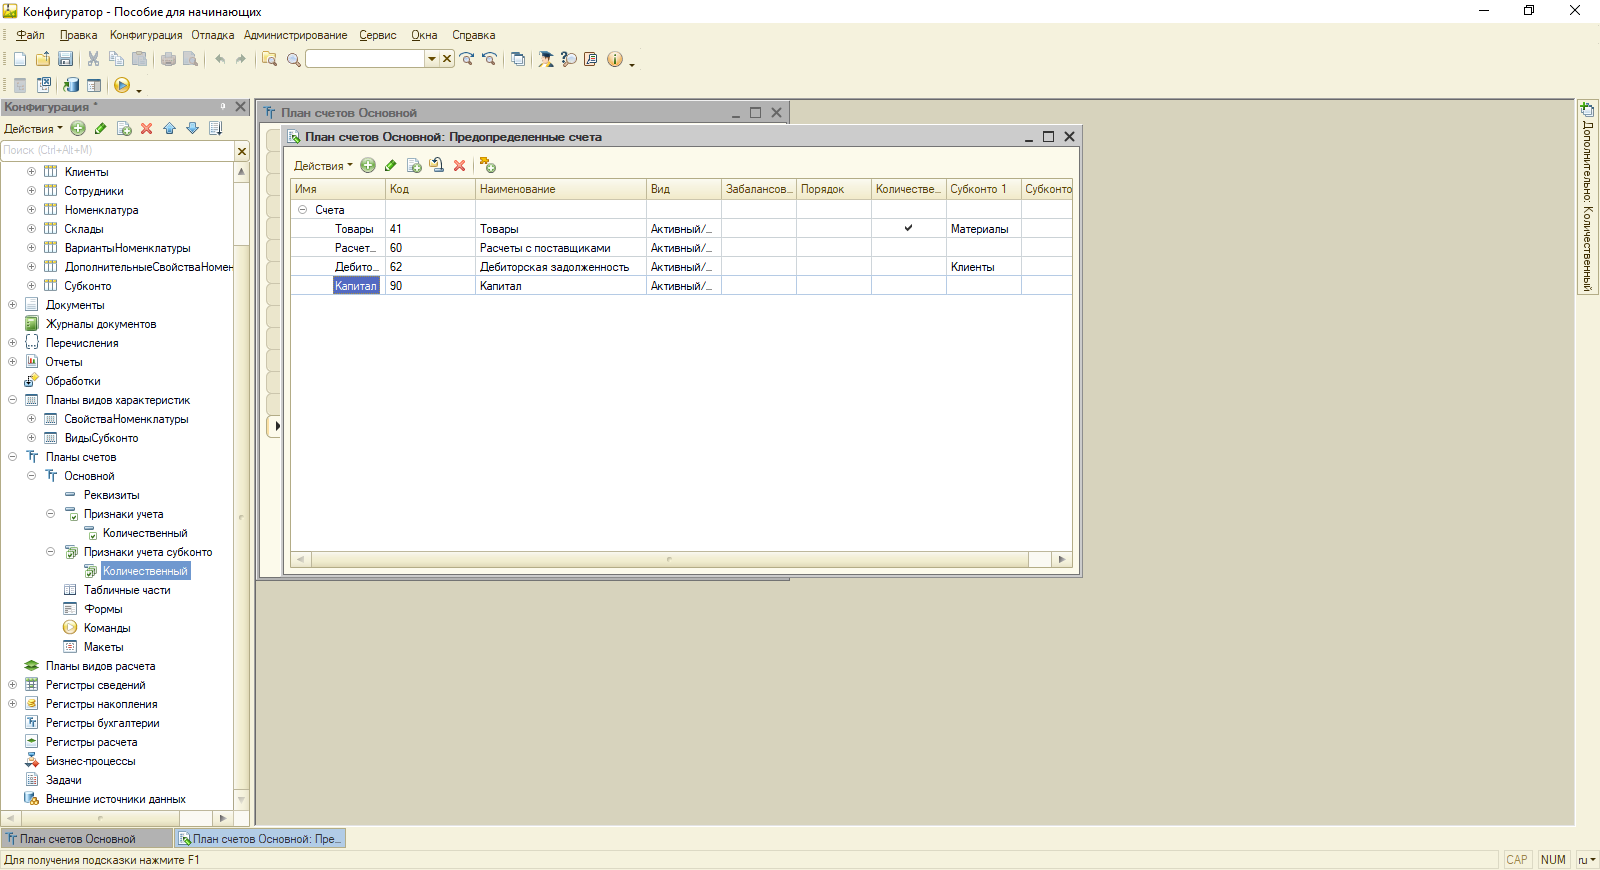 Конфигуратор - Пособие для начинающих
Файл Правка Конфигурация Отладка Администрирование Сервис Окна Справка
Конфигурация *
Действия
Поиск (Ctrl+Alt+M)
Клиенты
Сотрудники
Номенклатура
Склады
ВариантыНоменклатуры
ДополнительныеСвойстваНомен
Субконто
Документы
Журналы документов
Перечисления
Отчеты
Обработки
Планы видов характеристик
СвойстваНоменклатуры
ВидыСубконто
Планы счетов
Основной
Реквизиты
Признаки учета
Количественный
Признаки учета субконто
Количественный
Табличные части
Формы
Команды
Макеты
Планы видов расчета
Регистры сведений
Регистры накопления
Регистры бухгалтерии
Регистры расчета
Бизнес-процессы
Задачи
Внешние источники данных
План счетов Основной
План счетов Основной: Предопределенные счета
Действия
Имя Код Наименование Вид Забалансов... Порядок Количестве... Субконто 1 Субконто
Счета
Товары 41 Товары Активный/... Материалы
Расчет... 60 Расчеты с поставщиками Активный/...
Дебито... 62 Дебиторская задолженность Активный/... Клиенты
Капитал 90 Капитал Активный/...
Дополнительно: Количественный
План счетов Основной План счетов Основной: Пре...
Для получения подсказки нажмите F1 CAP NUM ru